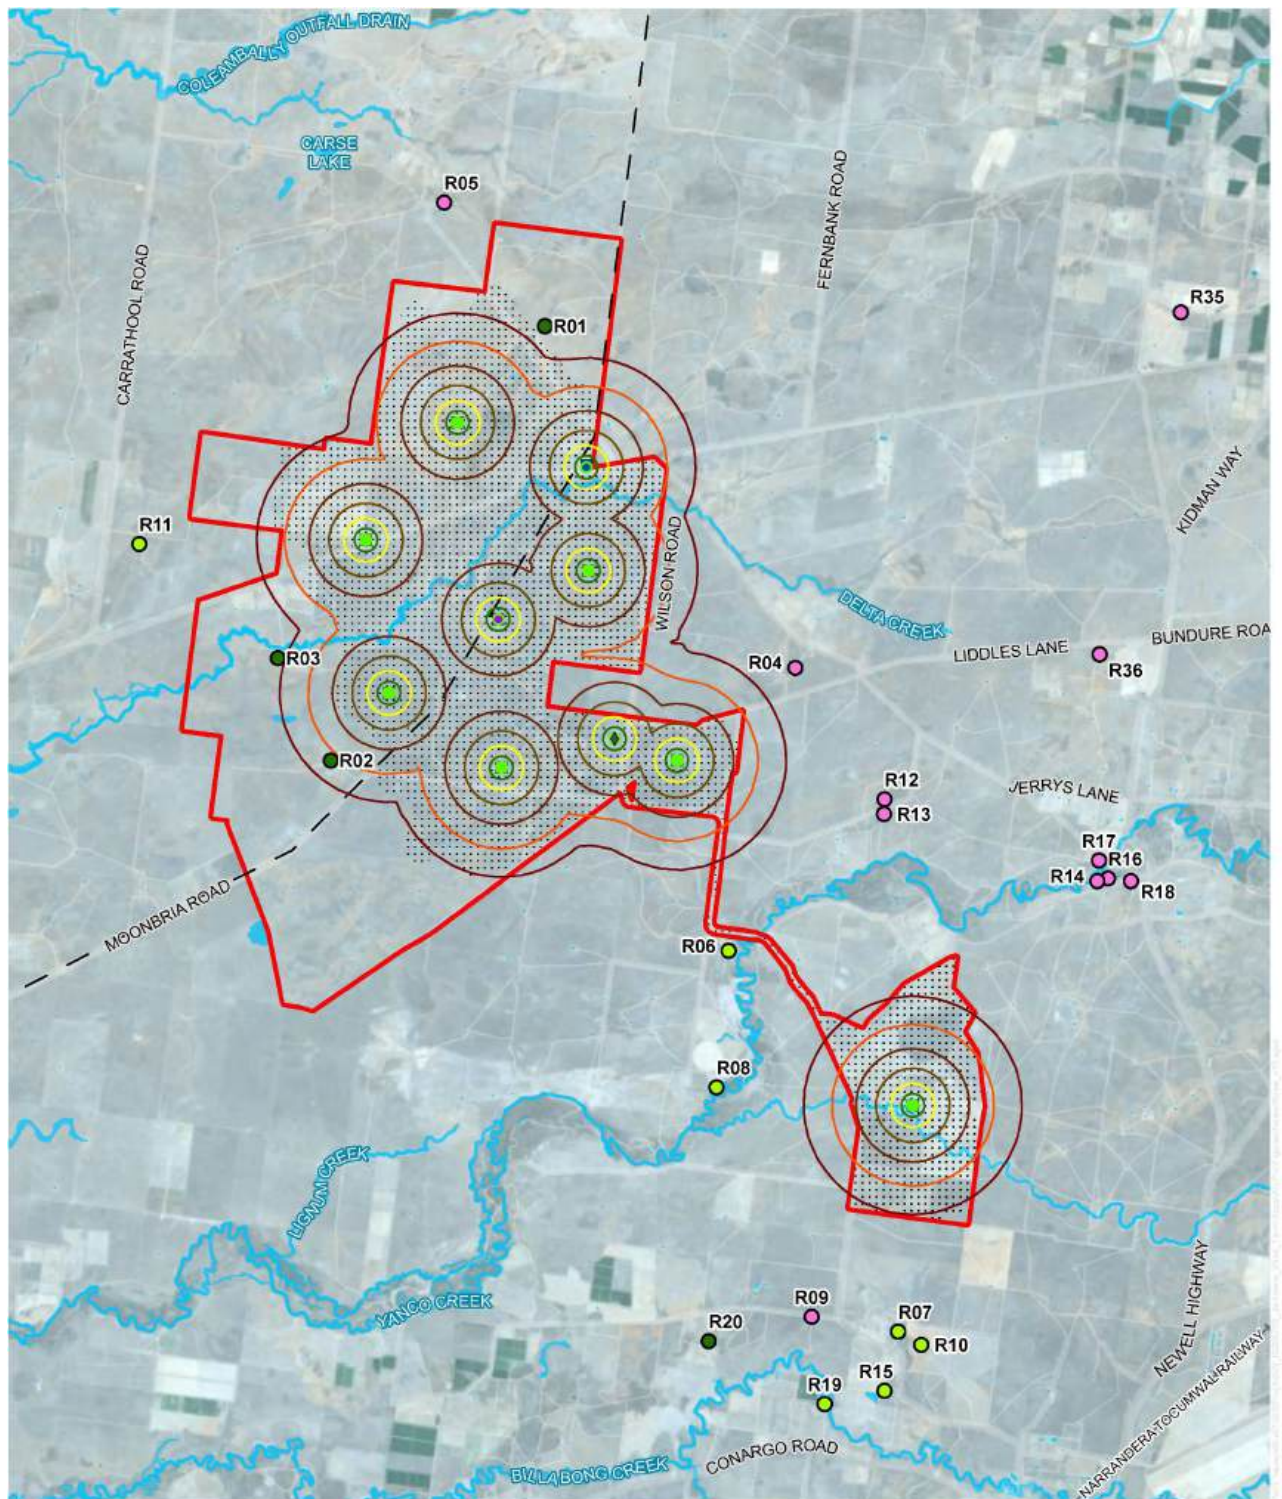 COLEAMBALLY OUTFALL DRAIN
CARSE
LAKE
R05
FERNBANK ROAD
CARRATHOOL ROAD
R35
R01
KIDMAN WAY
R11
WILSON ROAD
DELTA CREEK
BUNDURE ROA
LIDDLES LANE
R03
R04
R36
R02
JERRYS LANE
R12
R13
R17
R16
R14
R18
MOONBRIA ROAD
R06
R08
LIGNUM CREEK
YANCO CREEK
NEWELL HIGHWAY
R09
R07
R20
R10
R15
R19
NARRANDERA TO CUMWAL RAILWAY
CONARGO ROAD
BILLABONG CREEK